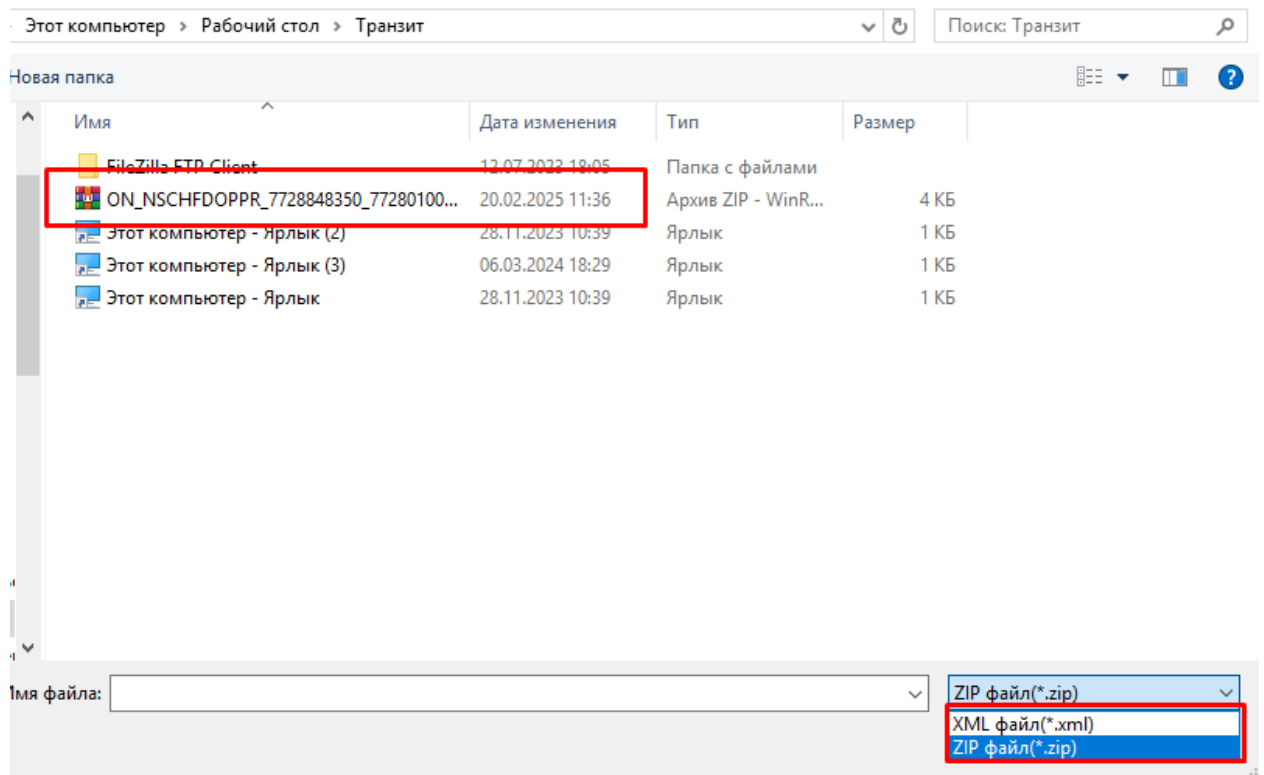 Этот компьютер > Рабочий стол > Транзит
Поиск: Транзит
Новая папка
Имя Дата изменения Тип Размер
FileZilla FTP Client 12.07.2023 18:05 Папка с файлами
ON_NSCHFDOPPR_7728848350_77280100... 20.02.2025 11:36 Архив ZIP - WinR... 4 КБ
Этот компьютер - Ярлык (2) 28.11.2023 10:39 Ярлык 1 КБ
Этот компьютер - Ярлык (3) 06.03.2024 18:29 Ярлык 1 КБ
Этот компьютер - Ярлык 28.11.2023 10:39 Ярлык 1 КБ
Имя файла: ZIP файл(*.zip)
XML файл(*.xml)
ZIP файл(*.zip)